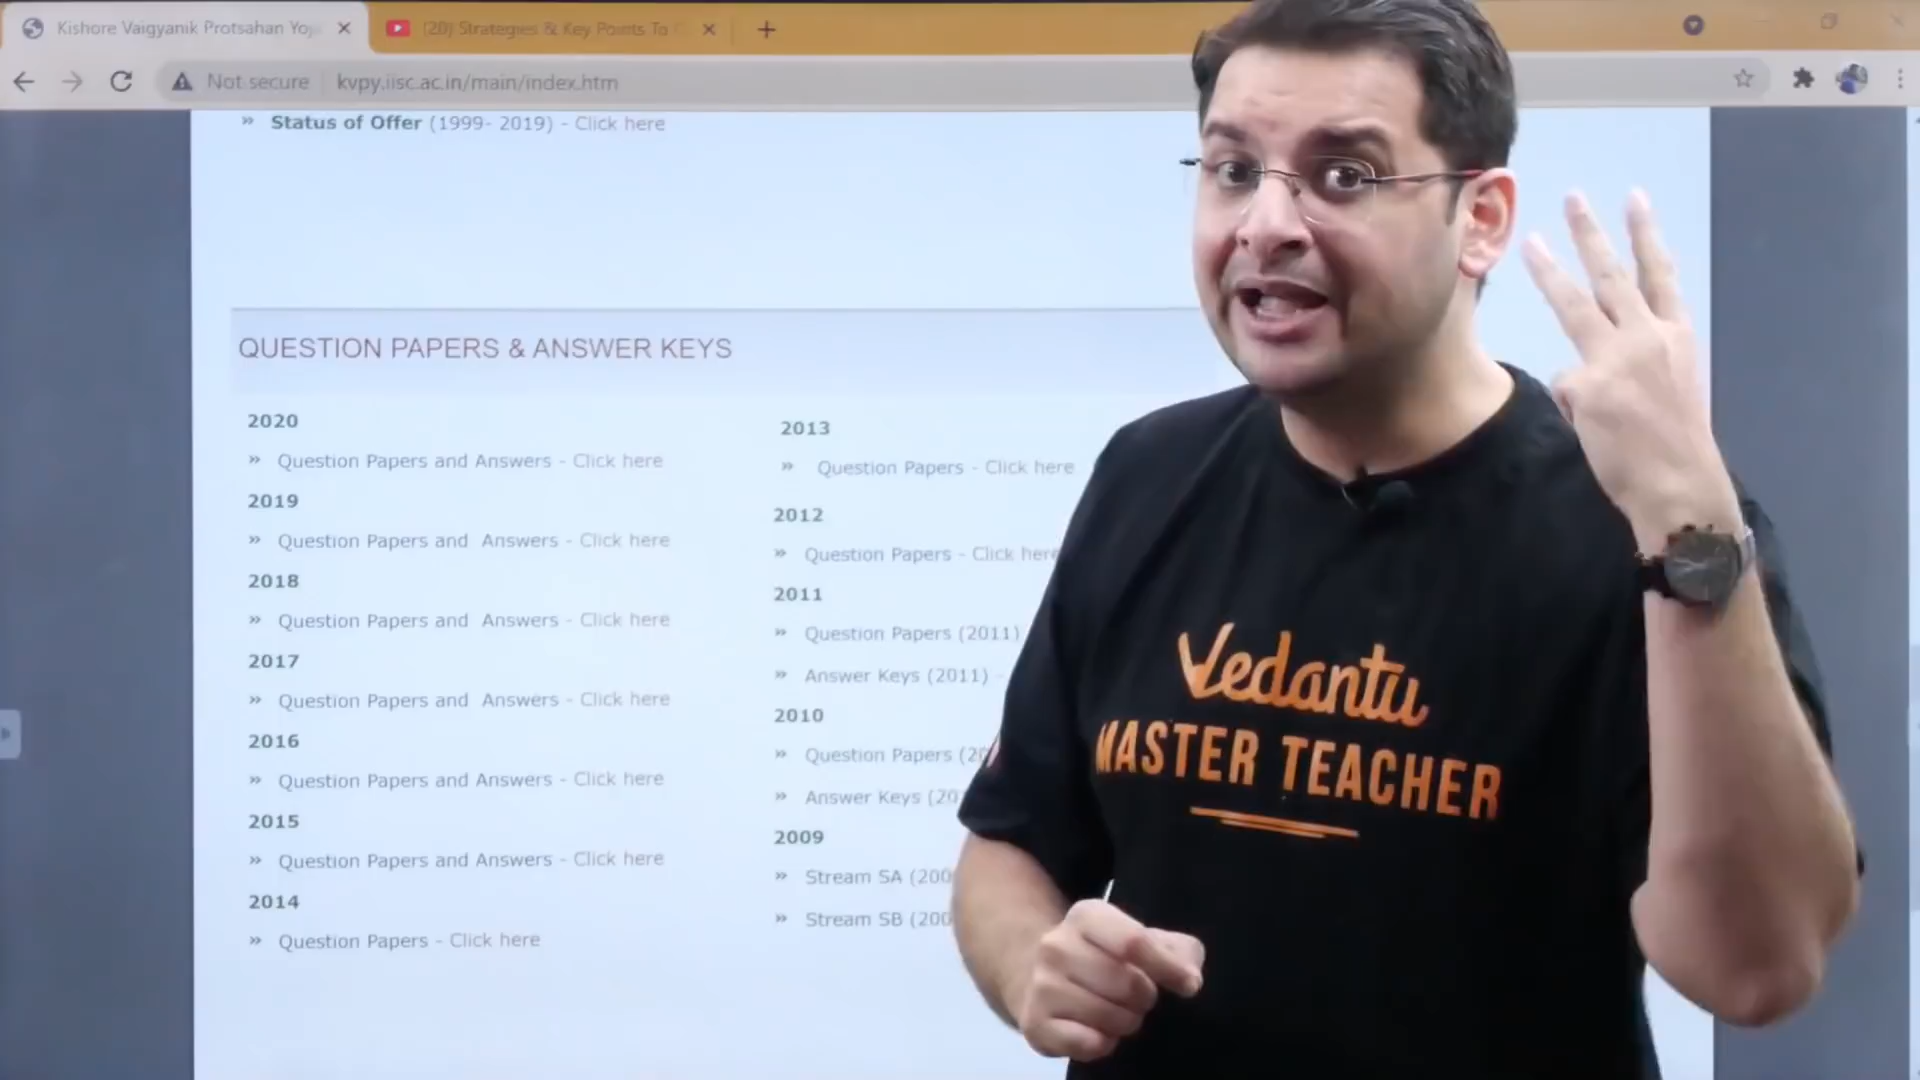 Kishore Vaigyanik Protsahan Yo
(20) Strategies & Key Points To
Not secure
kvpy.iisc.ac.in/main/index.htm
» Status of Offer (1999- 2019) - Click here
QUESTION PAPERS & ANSWER KEYS
2020
» Question Papers and Answers - Click here
2019
» Question Papers and Answers - Click here
2018
» Question Papers and Answers - Click here
2017
» Question Papers and Answers - Click here
2016
» Question Papers and Answers - Click here
2015
» Question Papers and Answers - Click here
2014
» Question Papers - Click here
2013
» Question Papers - Click here
2012
» Question Papers - Click here
2011
» Question Papers (2011)
» Answer Keys (2011) -
2010
» Question Papers (20
» Answer Keys (20
2009
» Stream SA (200
» Stream SB (200
Vedantu
MASTER TEACHER